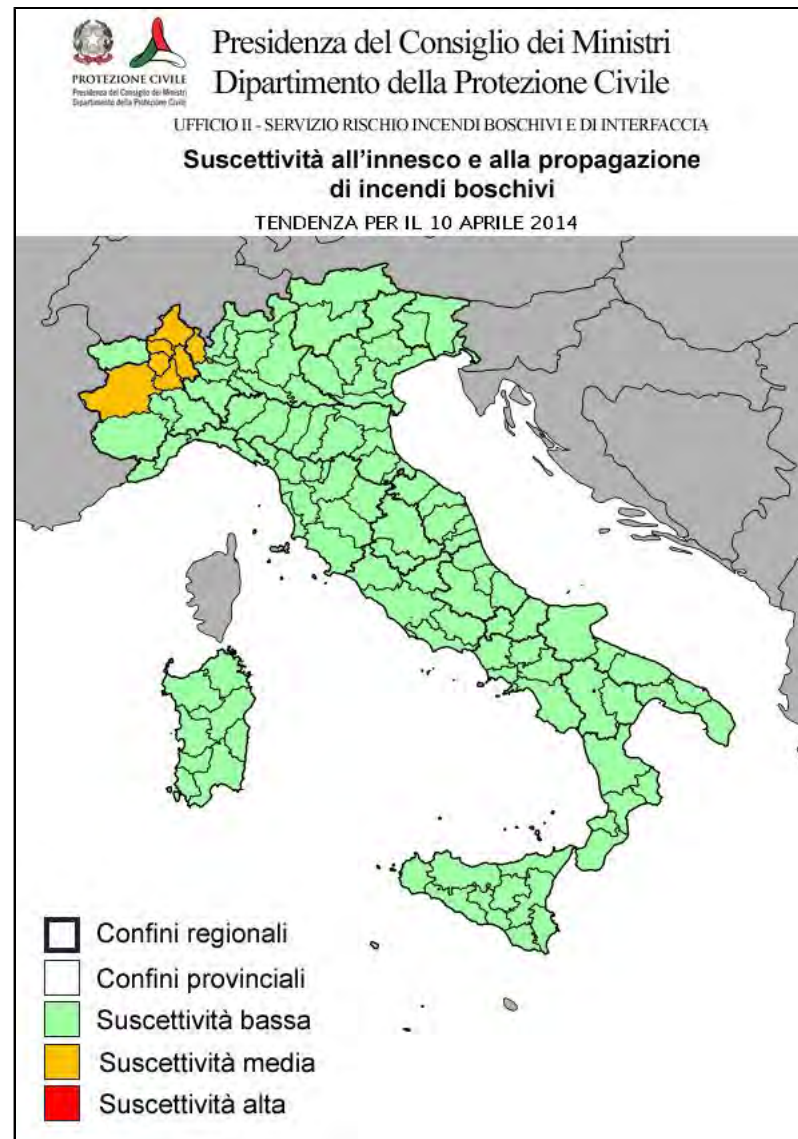 Presidenza del Consiglio dei Ministri
Dipartimento della Protezione Civile
PROTEZIONE CIVILE
Presidenza del Consiglio dei Ministri
Dipartimento della Protezione Civile
UFFICIO II - SERVIZIO RISCHIO INCENDI BOSCHIVI E DI INTERFACCIA
Suscettività all'innesco e alla propagazione
di incendi boschivi
TENDENZA PER IL 10 APRILE 2014
Confini regionali
Confini provinciali
Suscettività bassa
Suscettività media
Suscettività alta